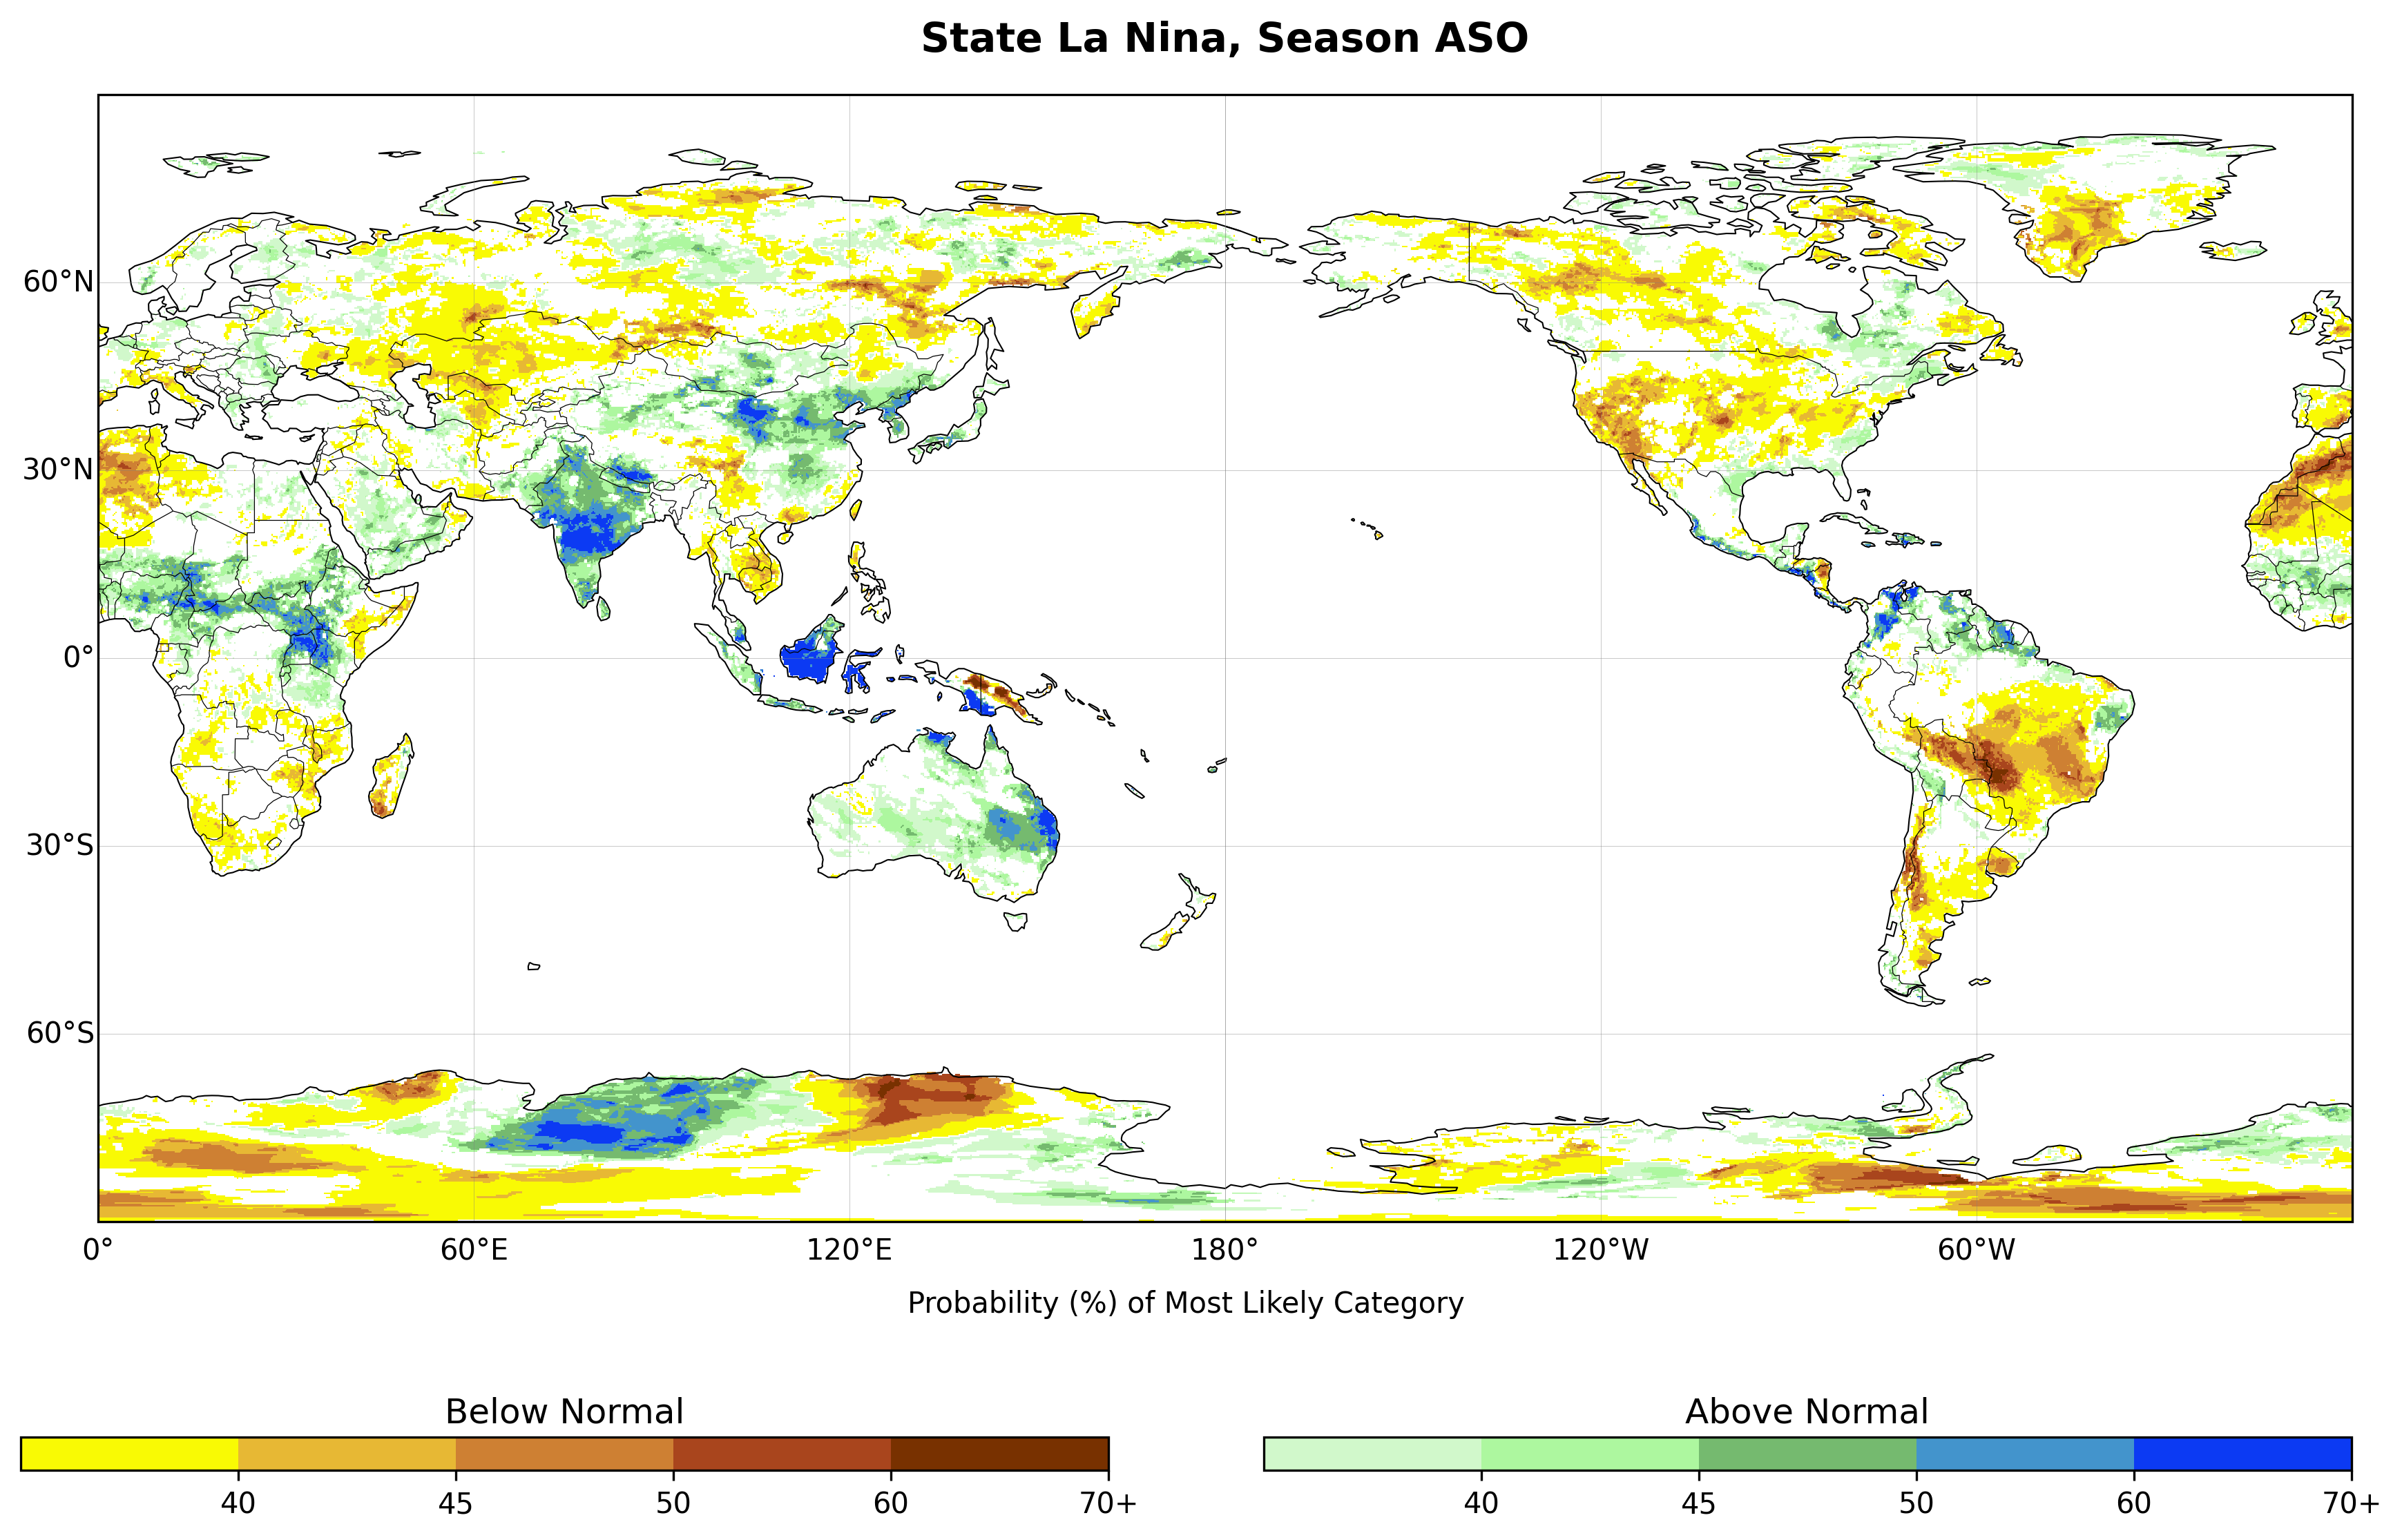 State La Nina, Season ASO
60°N
30°N
0°
30°S
60°S
0° 60°E 120°E 180° 120°W 60°W
Probability (%) of Most Likely Category
Below Normal Above Normal
40 45 50 60 70+ 40 45 50 60 70+